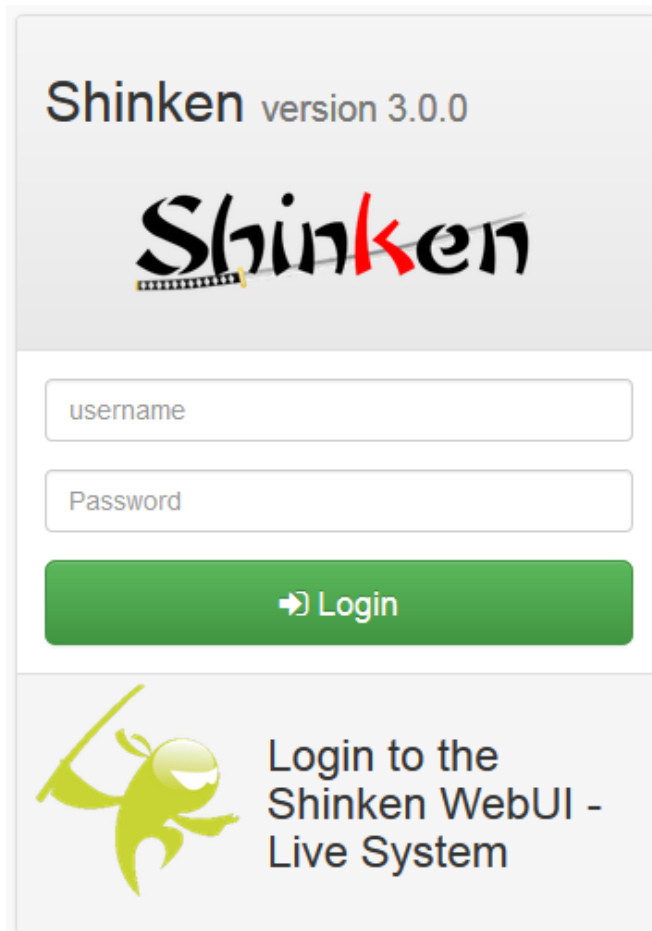 Shinken version 3.0.0
Shinken
username
Password
Login
Login to the
Shinken WebUI -
Live System